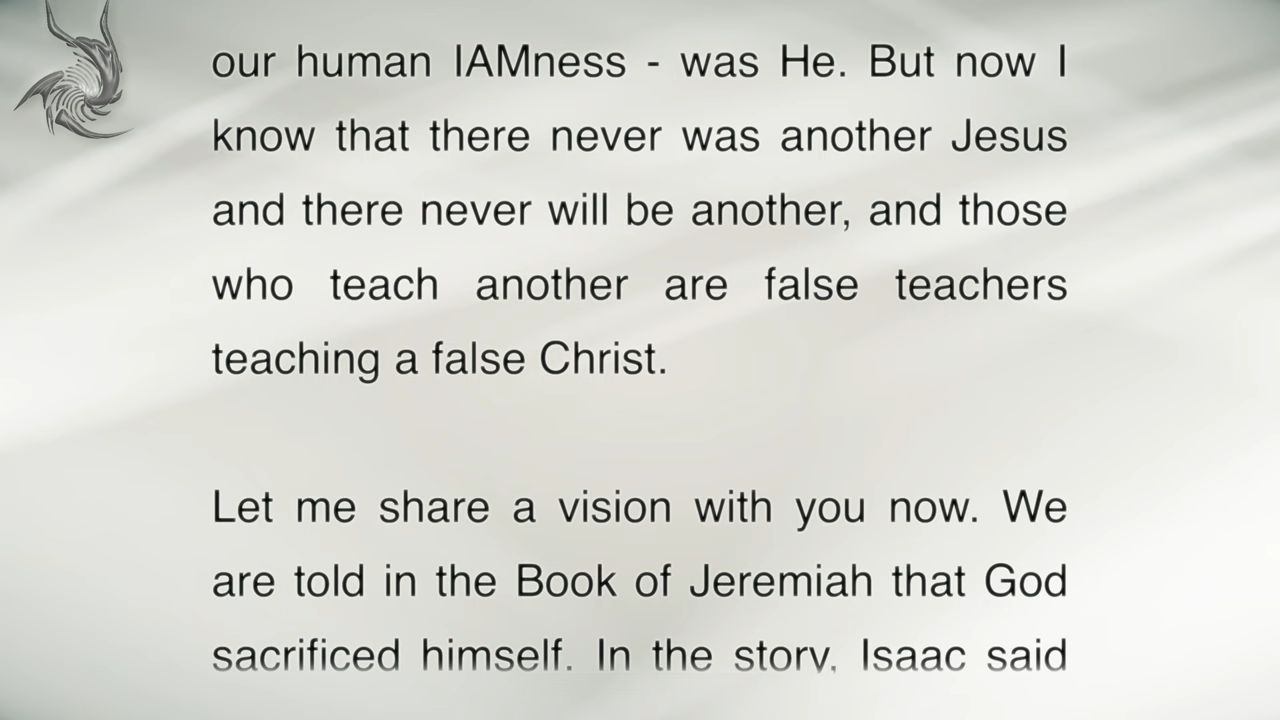 our human IAMness - was He. But now I
know that there never was another Jesus
and there never will be another, and those
who teach another are false teachers
teaching a false Christ.
Let me share a vision with you now. We
are told in the Book of Jeremiah that God
sacrificed himself. In the story, Isaac said